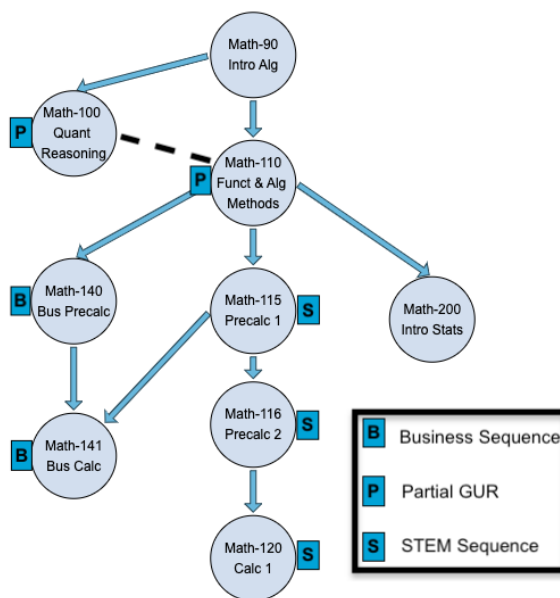 Math-90
Intro Alg
Math-100
Quant
Reasoning
P
Math-110
Funct & Alg
Methods
P
Math-140
Bus Precalc
B
Math-115
Precalc 1
S
Math-200
Intro Stats
Math-141
Bus Calc
B
Math-116
Precalc 2
S
Math-120
Calc 1
S
B Business Sequence
P Partial GUR
S STEM Sequence